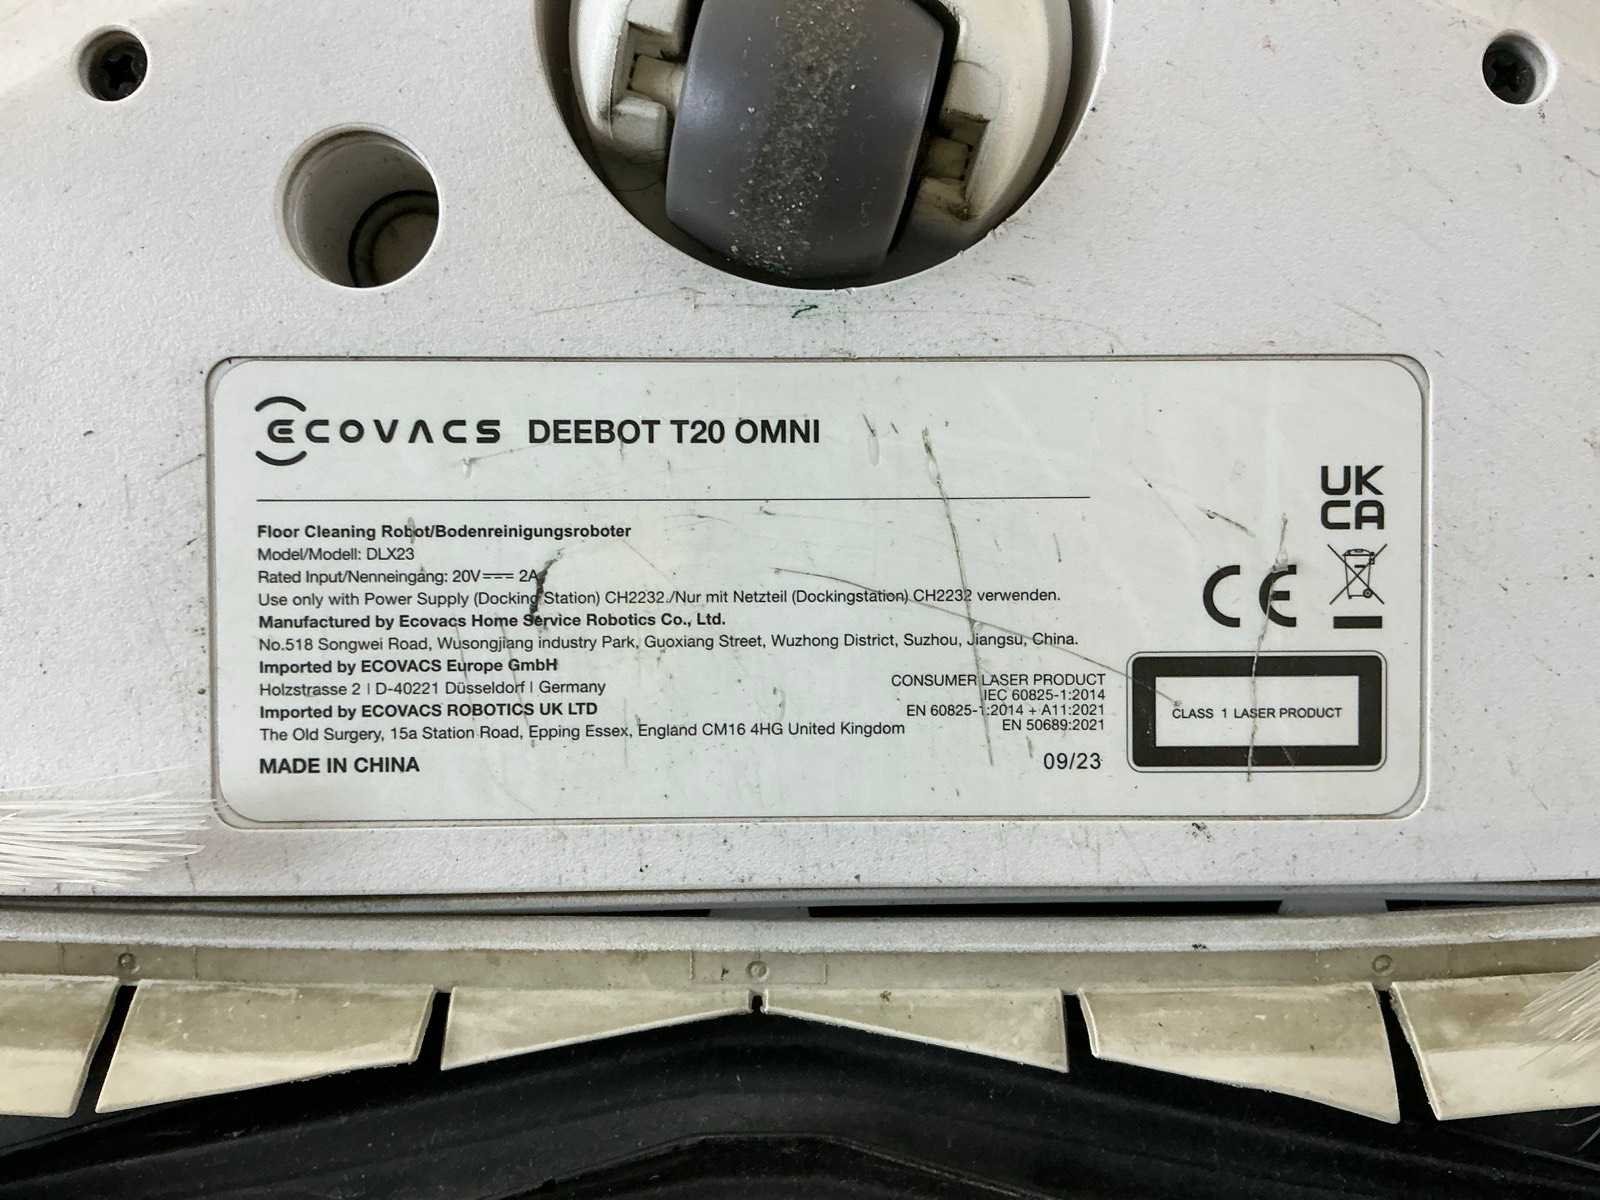 ECOVACS DEEBOT T20 OMNI
Floor Cleaning Robot/Bodenreinigungsroboter
Model/Modell: DLX23
Rated Input/Nenneingang: 20V⎓ 2A
Use only with Power Supply (Docking Station) CH2232./Nur mit Netzteil (Dockingstation) CH2232 verwenden.
Manufactured by Ecovacs Home Service Robotics Co., Ltd.
No.518 Songwei Road, Wusongjiang industry Park, Guoxiang Street, Wuzhong District, Suzhou, Jiangsu, China.
Imported by ECOVACS Europe GmbH
Holzstrasse 2 | D-40221 Düsseldorf | Germany
Imported by ECOVACS ROBOTICS UK LTD
The Old Surgery, 15a Station Road, Epping Essex, England CM16 4HG United Kingdom
MADE IN CHINA
CONSUMER LASER PRODUCT
IEC 60825-1:2014
EN 60825-1:2014 + A11:2021
EN 50689:2021
09/23
UK
CA
CE
CLASS 1 LASER PRODUCT